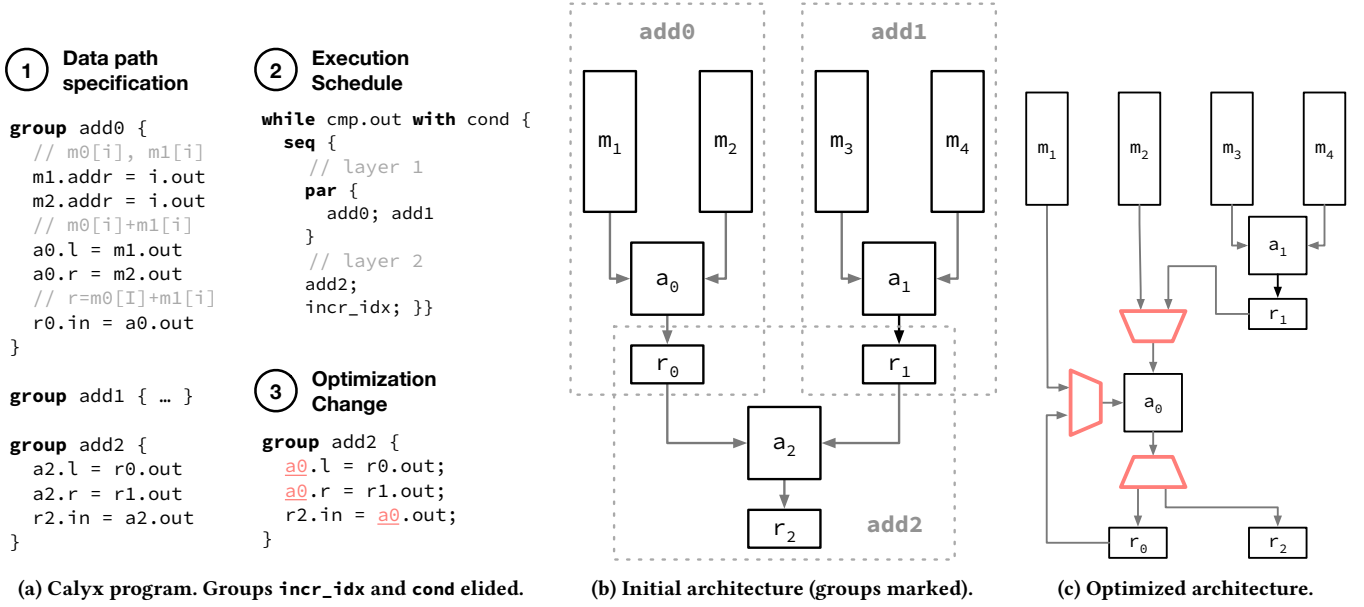 1 Data path
specification
group add0 {
// m0[i], m1[i]
m1.addr = i.out
m2.addr = i.out
// m0[i]+m1[i]
a0.l = m1.out
a0.r = m2.out
// r=m0[I]+m1[i]
r0.in = a0.out
}
group add1 { … }
group add2 {
a2.l = r0.out
a2.r = r1.out
r2.in = a2.out
}
2 Execution
Schedule
while cmp.out with cond {
seq {
// layer 1
par {
add0; add1
}
// layer 2
add2;
incr_idx; }}
3 Optimization
Change
group add2 {
a0.l = r0.out;
a0.r = r1.out;
r2.in = a0.out;
}
(a) Calyx program. Groups incr_idx and cond elided.
add0
add1
m₁
m₂
m₃
m₄
a₀
a₁
r₀
r₁
a₂
r₂
add2
(b) Initial architecture (groups marked).
m₁
m₂
m₃
m₄
a₁
r₁
a₀
r₀
r₂
(c) Optimized architecture.